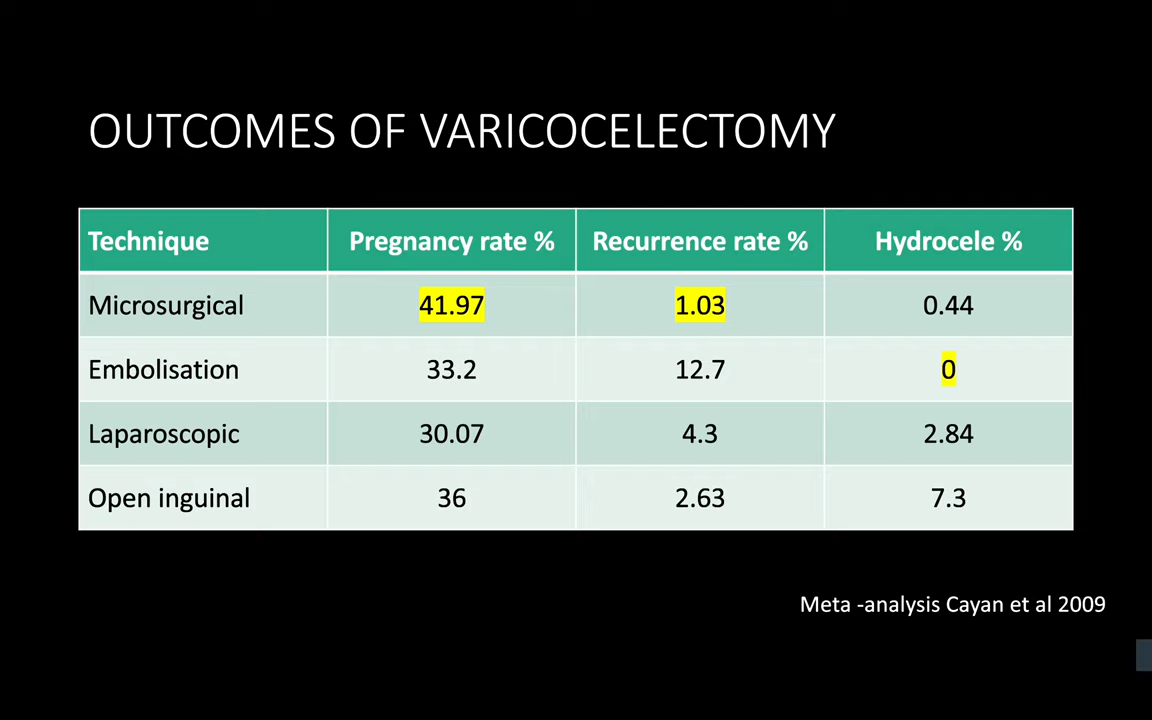 OUTCOMES OF VARICOCELECTOMY
Technique Pregnancy rate % Recurrence rate % Hydrocele %
Microsurgical 41.97 1.03 0.44
Embolisation 33.2 12.7 0
Laparoscopic 30.07 4.3 2.84
Open inguinal 36 2.63 7.3
Meta -analysis Cayan et al 2009